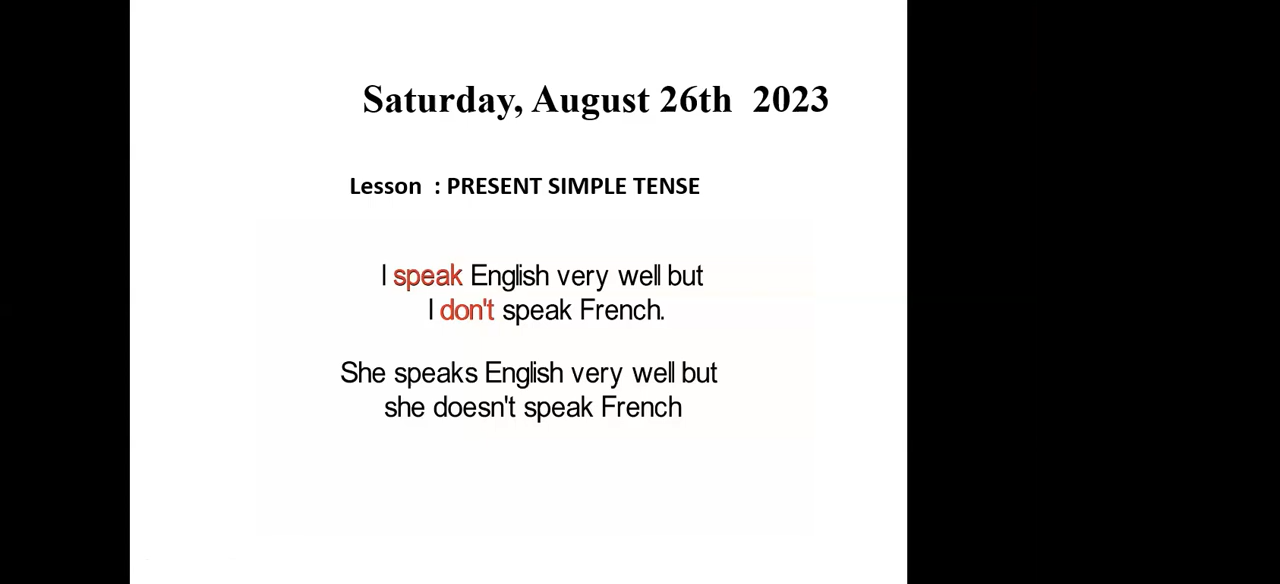 Saturday, August 26th  2023
Lesson  : PRESENT SIMPLE TENSE
I speak English very well but
I don't speak French.
She speaks English very well but
she doesn't speak French